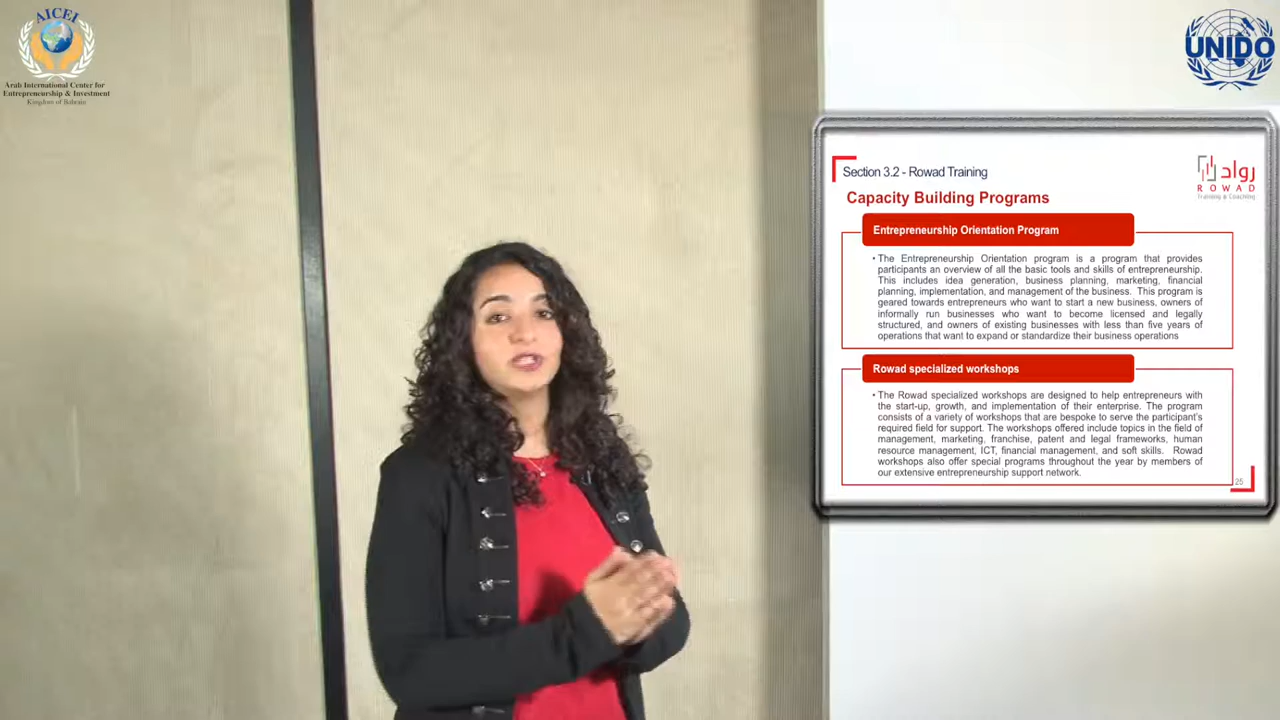 AICEI
Arab International Center for
Entrepreneurship & Investment
Kingdom of Bahrain
UNIDO
Section 3.2 - Rowad Training
رواد
ROWAD
Training & Coaching
Capacity Building Programs
Entrepreneurship Orientation Program
• The Entrepreneurship Orientation program is a program that provides
participants an overview of all the basic tools and skills of entrepreneurship.
This includes idea generation, business planning, marketing, financial
planning, implementation, and management of the business. This program is
geared towards entrepreneurs who want to start a new business, owners of
informally run businesses who want to become licensed and legally
structured, and owners of existing businesses with less than five years of
operations that want to expand or standardize their business operations
Rowad specialized workshops
• The Rowad specialized workshops are designed to help entrepreneurs with
the start-up, growth, and implementation of their enterprise. The program
consists of a variety of workshops that are bespoke to serve the participant's
required field for support. The workshops offered include topics in the field of
management, marketing, franchise, patent and legal frameworks, human
resource management, ICT, financial management, and soft skills. Rowad
workshops also offer special programs throughout the year by members of
our extensive entrepreneurship support network.
25